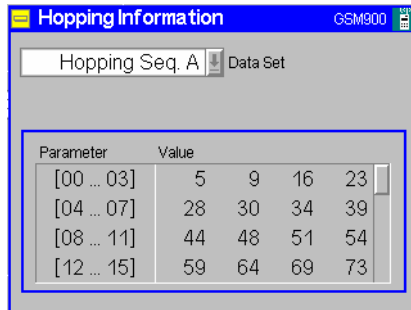 Hopping Information GSM900
Hopping Seq. A Data Set
Parameter Value
[00 ... 03] 5 9 16 23
[04 ... 07] 28 30 34 39
[08 ... 11] 44 48 51 54
[12 ... 15] 59 64 69 73